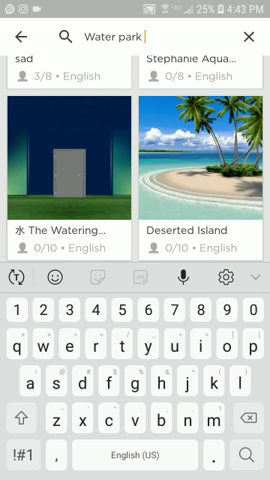 25% 4:43 PM
Water park
sad
3/8 • English
Stephanie Aqua...
0/8 • English
水 The Watering...
0/10 • English
Deserted Island
0/10 • English
GIF
1 2 3 4 5 6 7 8 9 0
q w e r t y u i o p
a s d f g h j k l
z x c v b n m
!#1 , English (US) .